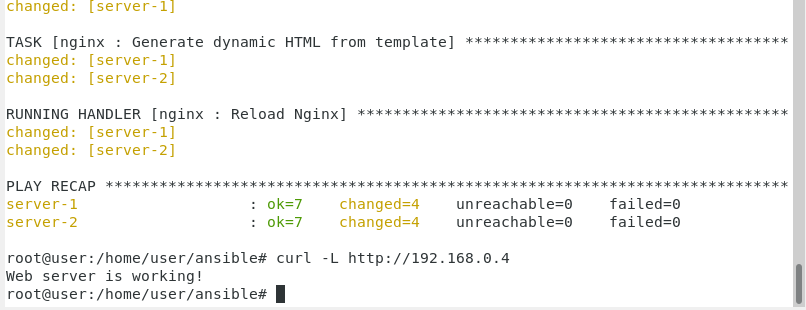 changed: [server-1]
TASK [nginx : Generate dynamic HTML from template] ************************************
changed: [server-1]
changed: [server-2]
RUNNING HANDLER [nginx : Reload Nginx] ************************************************
changed: [server-1]
changed: [server-2]
PLAY RECAP ****************************************************************************
server-1                   : ok=7    changed=4    unreachable=0    failed=0
server-2                   : ok=7    changed=4    unreachable=0    failed=0
root@user:/home/user/ansible# curl -L http://192.168.0.4
Web server is working!
root@user:/home/user/ansible#